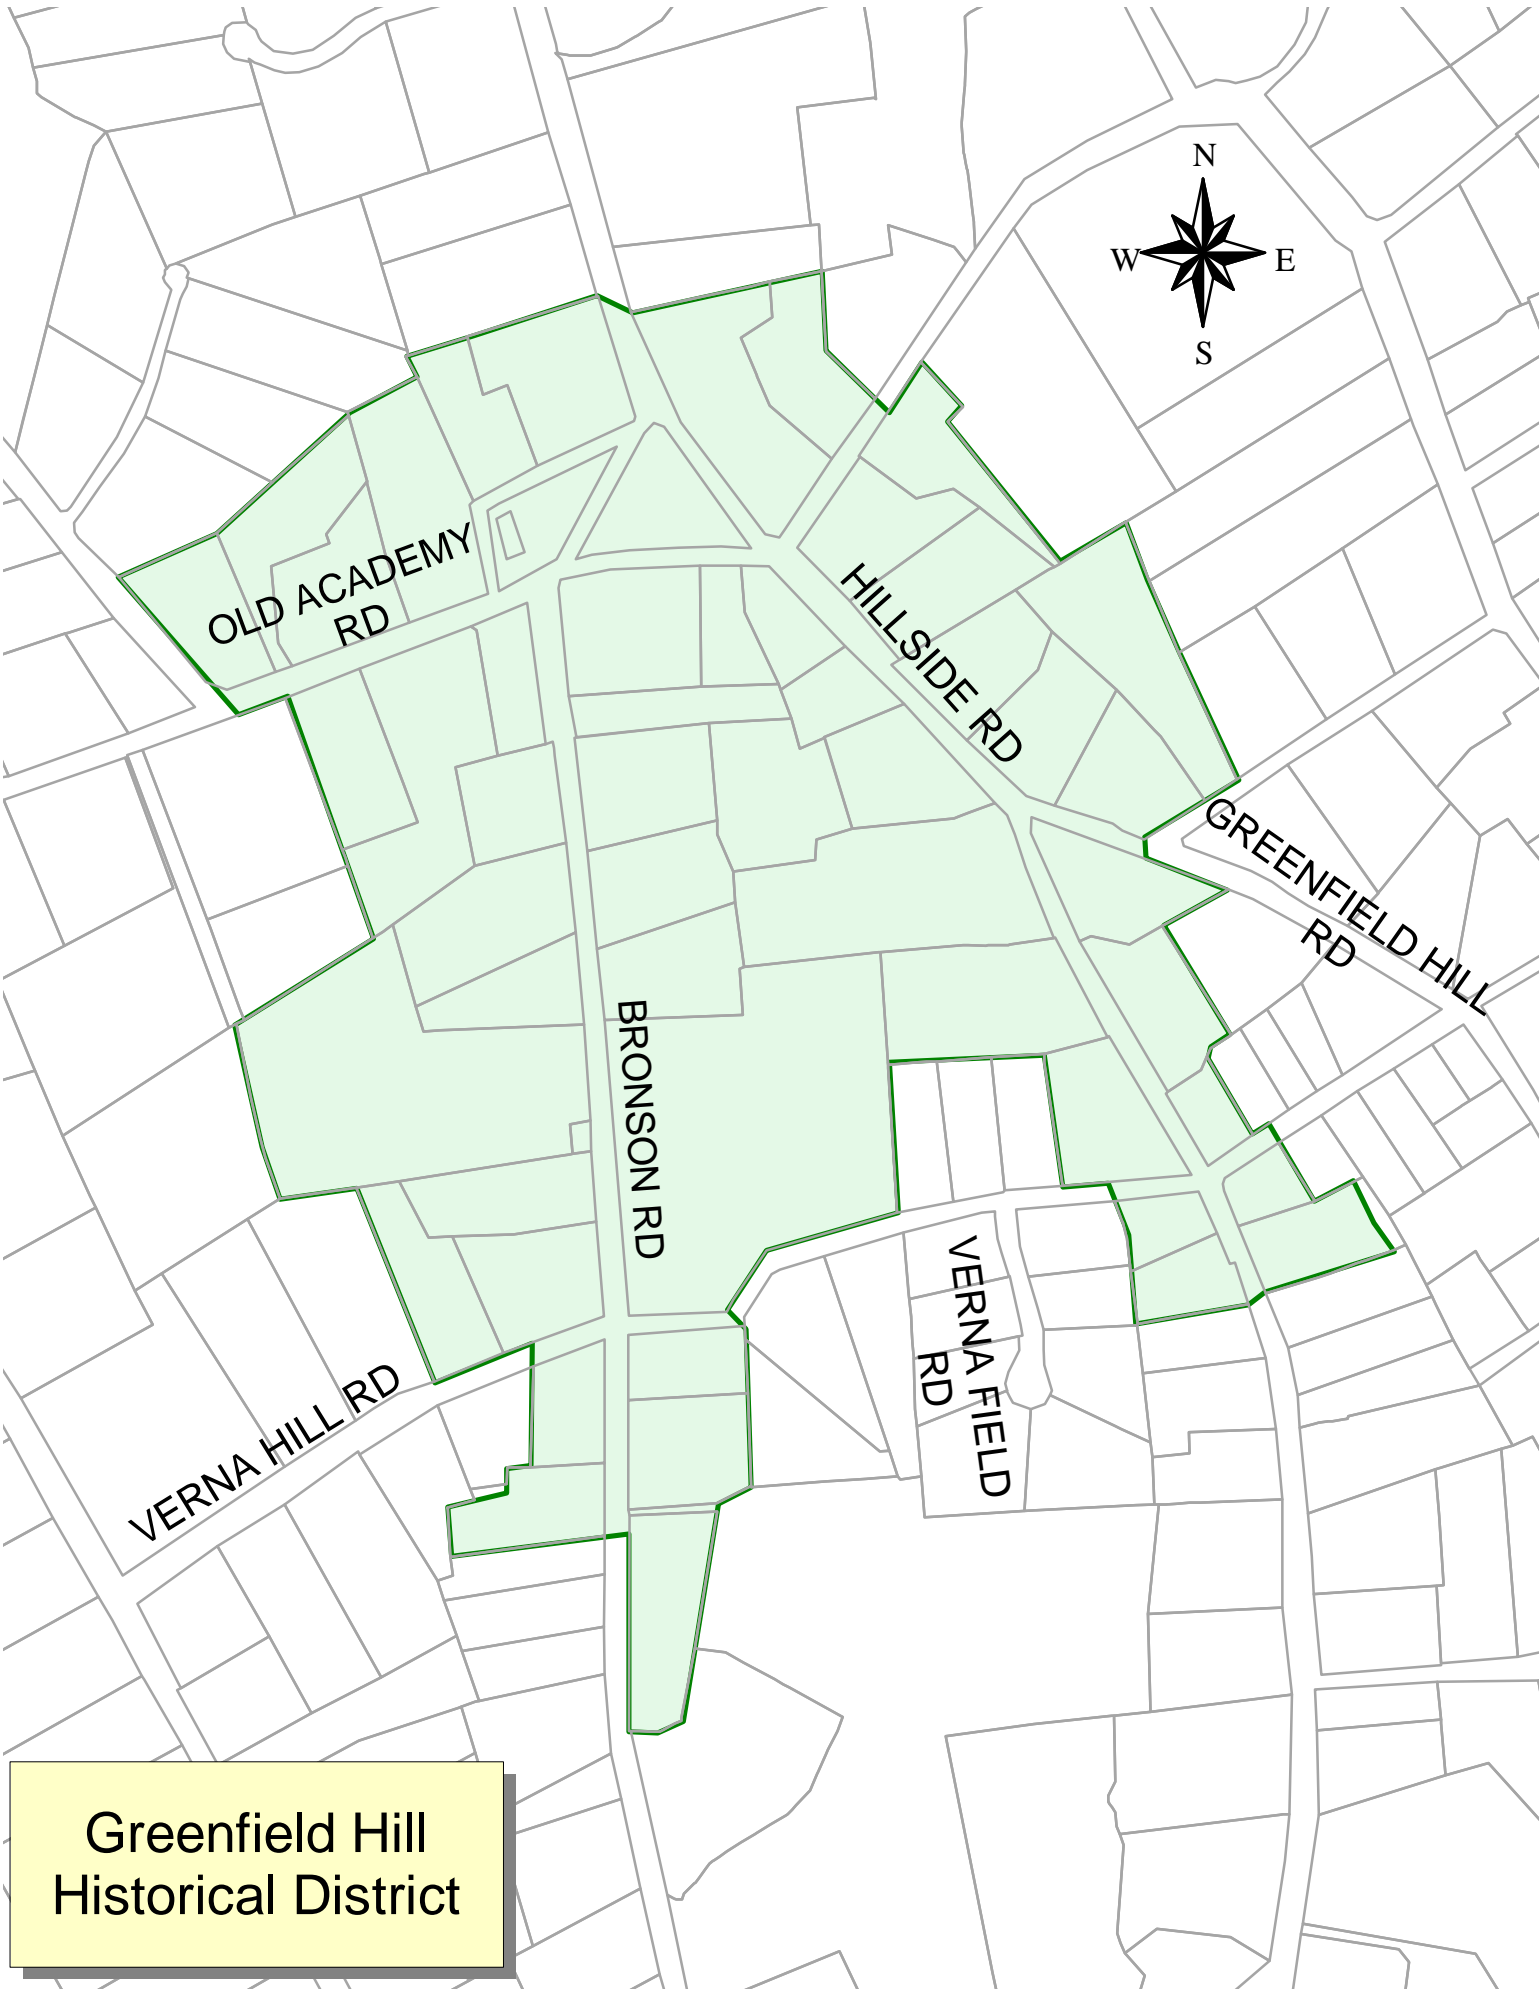 N
W
E
S
OLD ACADEMY
RD
HILLSIDE RD
GREENFIELD HILL
RD
BRONSON RD
VERNA FIELD
RD
VERNA HILL RD
Greenfield Hill
Historical District